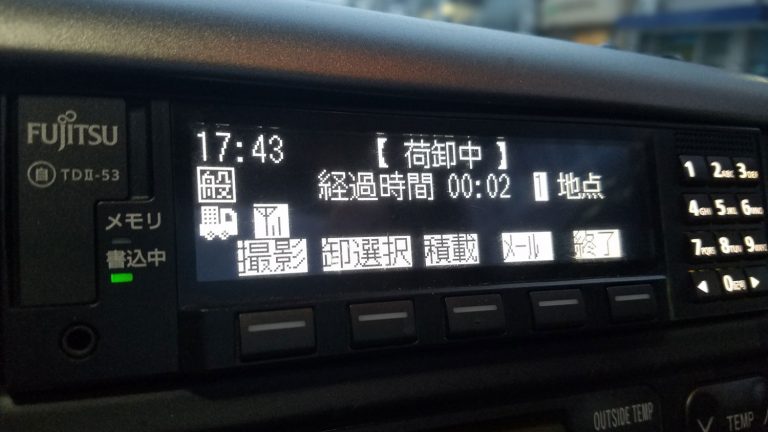 FUJITSU
自 TDⅡ-53
メモリ
書込中
17:43 【 荷卸中 】
般 経過時間 00:02 1 地点
撮影 卸選択 積載 メール 終了
1 2ABC 3DEF
4GHI 5JKL 6MNO
7PQRS 8TUV 9WXYZ
◀ 0記号 ▶
OUTSIDE TEMP
∨ TEMP